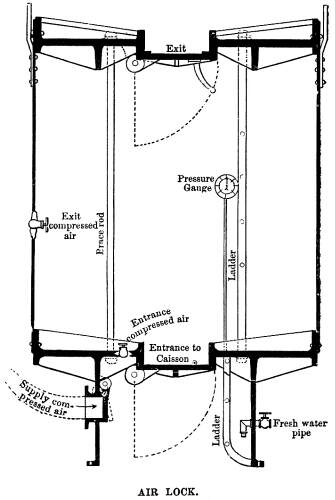 Exit
Pressure
Gauge
Exit
compressed
air
Brace rod
Ladder
Entrance
compressed air
Entrance to
Caisson
Supply com-
pressed air
Ladder
Fresh water
pipe
AIR LOCK.